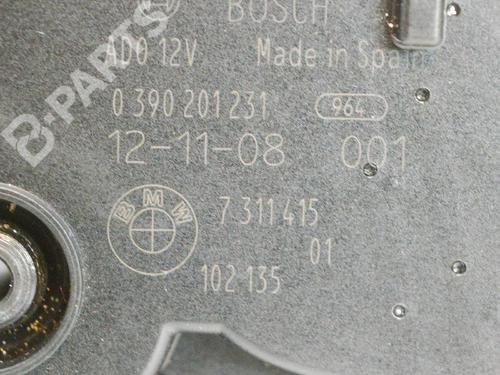 BOSCH
AD0 12V Made in Spain
0 390 201 231 964
12-11-08 001
BMW 7 311 415
01
102 135
B-PARTS